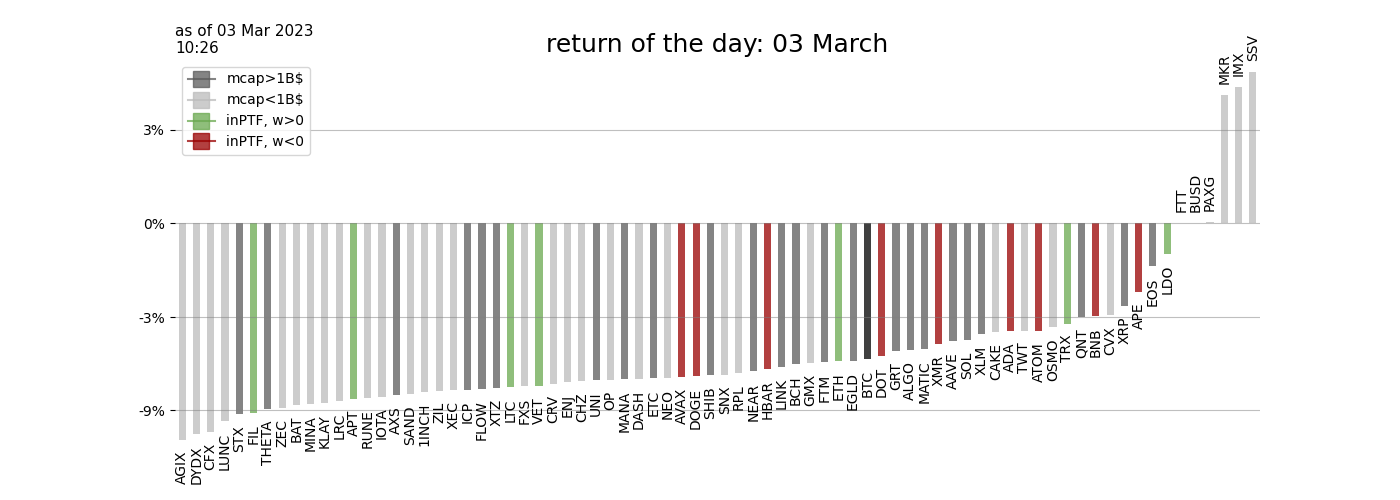 as of 03 Mar 2023
10:26
return of the day: 03 March
mcap>1B$
mcap<1B$
inPTF, w>0
inPTF, w<0
3%
0%
-3%
-9%
AGIX
DYDX
CFX
LUNC
STX
FIL
THETA
ZEC
BAT
MINA
KLAY
LRC
APT
RUNE
IOTA
AXS
SAND
1INCH
ZIL
XEC
ICP
FLOW
XTZ
LTC
FXS
VET
CRV
ENJ
CHZ
UNI
OP
MANA
DASH
ETC
NEO
AVAX
DOGE
SHIB
SNX
RPL
NEAR
HBAR
LINK
BCH
GMX
FTM
ETH
EGLD
BTC
DOT
GRT
ALGO
MATIC
XMR
AAVE
SOL
XLM
CAKE
ADA
TWT
ATOM
OSMO
TRX
QNT
BNB
CVX
XRP
APE
EOS
LDO
FTT
BUSD
PAXG
MKR
IMX
SSV